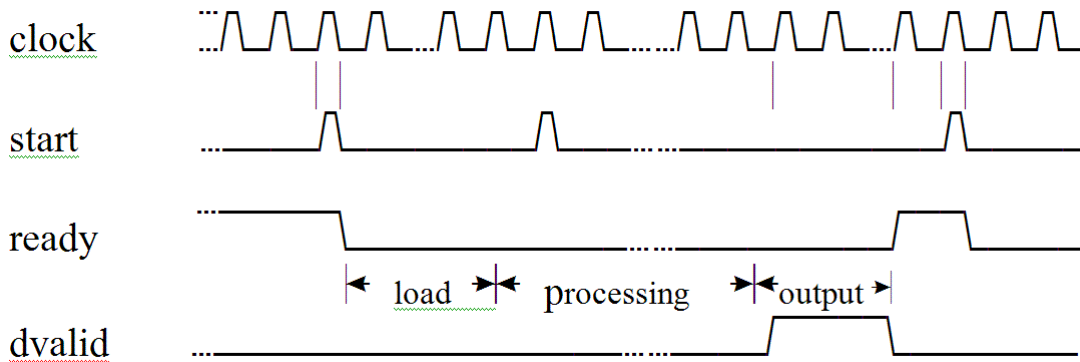 clock
start
ready
load processing output
dvalid